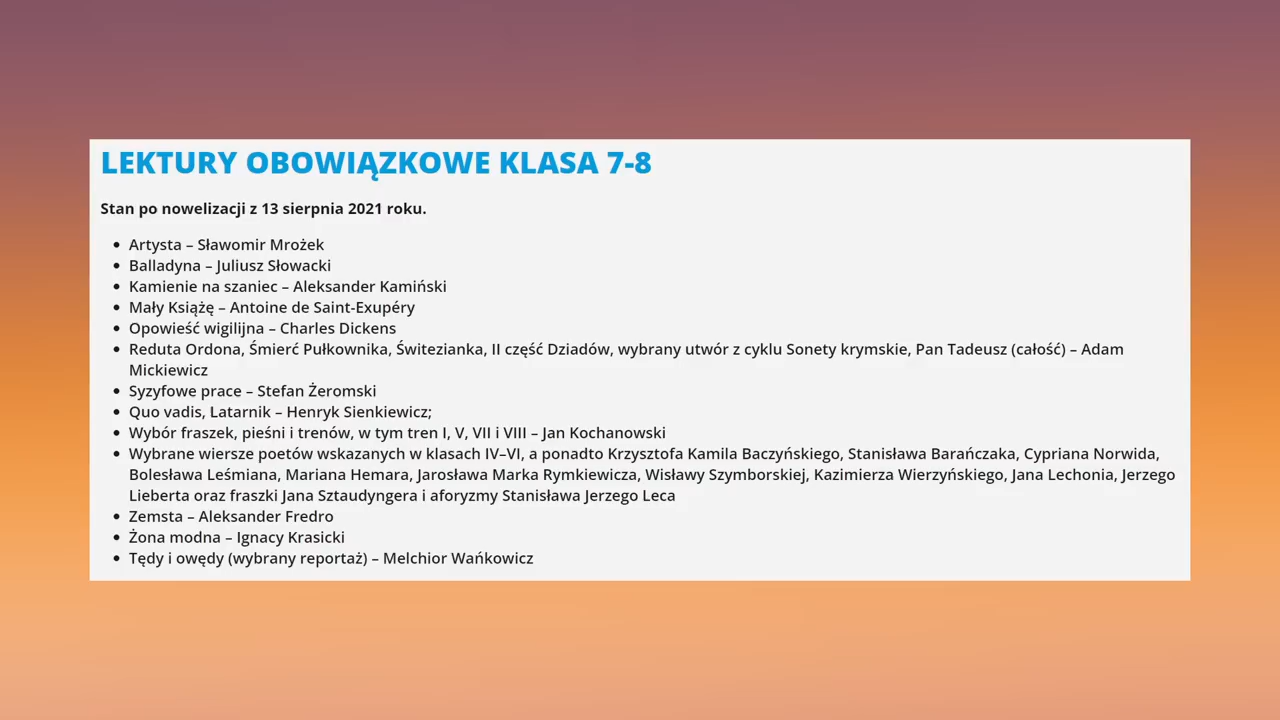 LEKTURY OBOWIĄZKOWE KLASA 7-8
Stan po nowelizacji z 13 sierpnia 2021 roku.
• Artysta – Sławomir Mrożek
• Balladyna – Juliusz Słowacki
• Kamienie na szaniec – Aleksander Kamiński
• Mały Książę – Antoine de Saint-Exupéry
• Opowieść wigilijna – Charles Dickens
• Reduta Ordona, Śmierć Pułkownika, Świtezianka, II część Dziadów, wybrany utwór z cyklu Sonety krymskie, Pan Tadeusz (całość) – Adam
Mickiewicz
• Syzyfowe prace – Stefan Żeromski
• Quo vadis, Latarnik – Henryk Sienkiewicz;
• Wybór fraszek, pieśni i trenów, w tym tren I, V, VII i VIII – Jan Kochanowski
• Wybrane wiersze poetów wskazanych w klasach IV–VI, a ponadto Krzysztofa Kamila Baczyńskiego, Stanisława Barańczaka, Cypriana Norwida,
Bolesława Leśmiana, Mariana Hemara, Jarosława Marka Rymkiewicza, Wisławy Szymborskiej, Kazimierza Wierzyńskiego, Jana Lechonia, Jerzego
Lieberta oraz fraszki Jana Sztaudyngera i aforyzmy Stanisława Jerzego Leca
• Zemsta – Aleksander Fredro
• Żona modna – Ignacy Krasicki
• Tędy i owędy (wybrany reportaż) – Melchior Wańkowicz